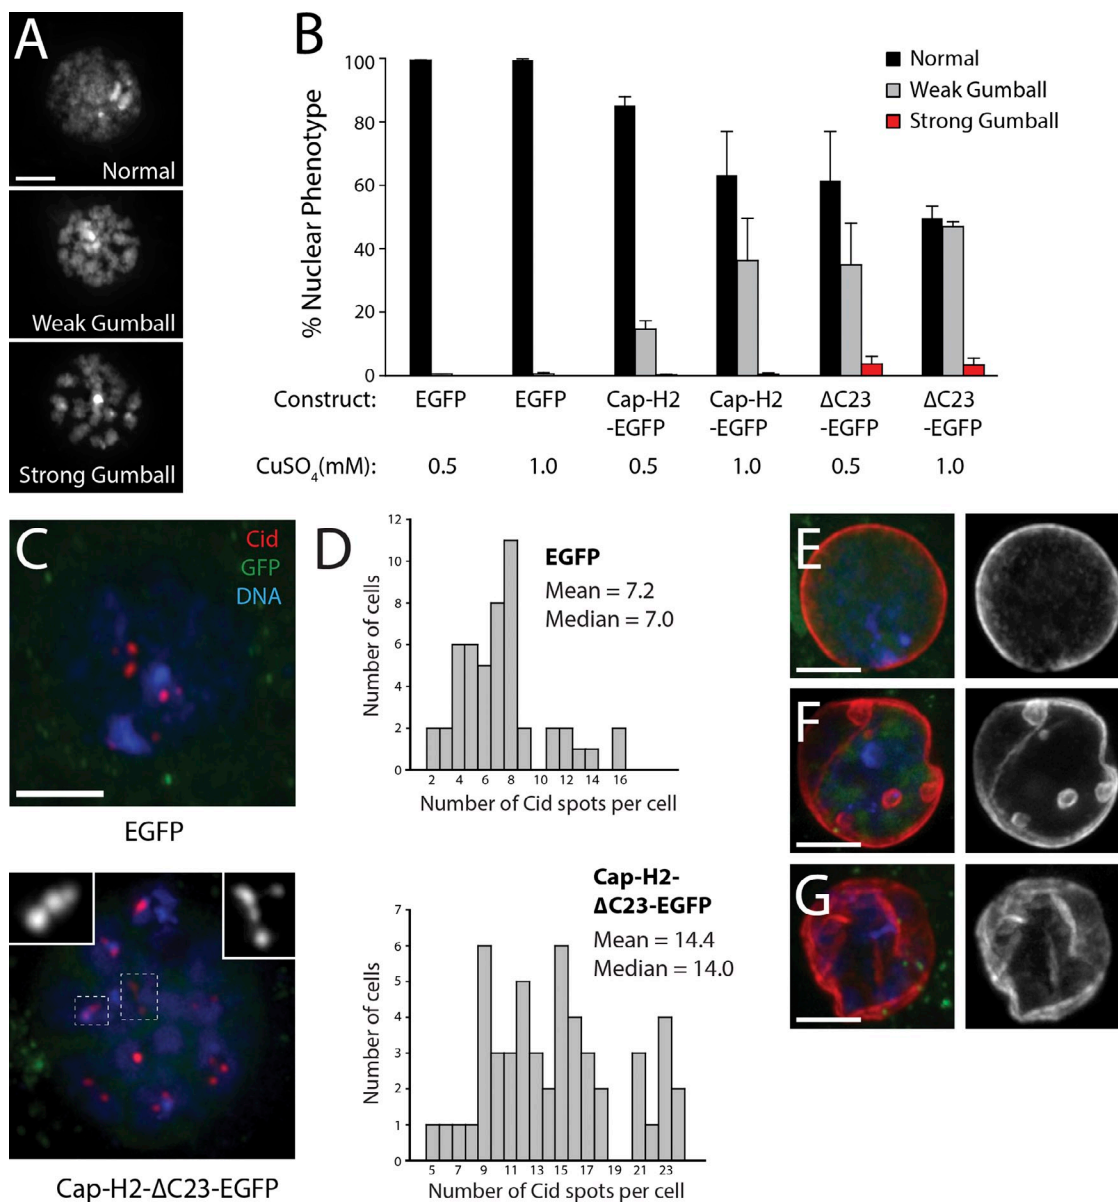 A
Normal
Weak Gumball
Strong Gumball
B
% Nuclear Phenotype
100
80
60
40
20
0
Normal
Weak Gumball
Strong Gumball
Construct: EGFP EGFP Cap-H2 Cap-H2 ΔC23 ΔC23
-EGFP -EGFP -EGFP -EGFP
CuSO₄(mM): 0.5 1.0 0.5 1.0 0.5 1.0
C
Cid
GFP
DNA
EGFP
Cap-H2-ΔC23-EGFP
D
Number of cells
12
10
8
6
4
2
0
EGFP
Mean = 7.2
Median = 7.0
2 4 6 8 10 12 14 16
Number of Cid spots per cell
Number of cells
7
6
5
4
3
2
1
0
Cap-H2-
ΔC23-EGFP
Mean = 14.4
Median = 14.0
5 7 9 11 13 15 17 19 21 23
Number of Cid spots per cell
E
F
G